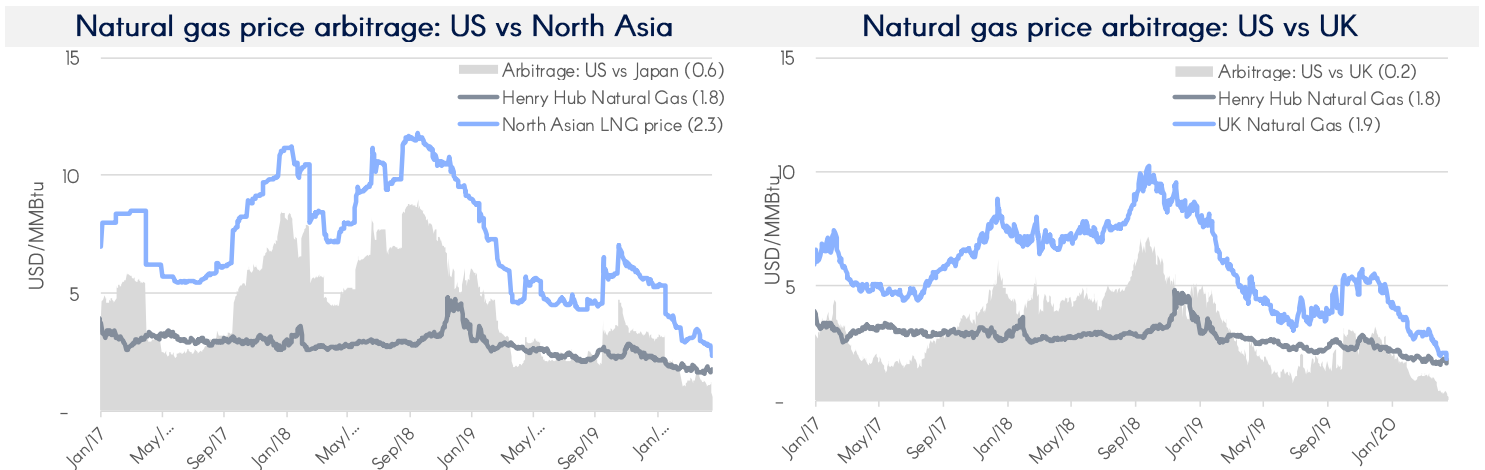 Natural gas price arbitrage: US vs North Asia
15
Arbitrage: US vs Japan (0.6)
Henry Hub Natural Gas (1.8)
North Asian LNG price (2.3)
10
USD/MMBtu
5
–
Jan/17 May/... Sep/17 Jan/18 May/... Sep/18 Jan/19 May/... Sep/19 Jan/...
Natural gas price arbitrage: US vs UK
15
Arbitrage: US vs UK (0.2)
Henry Hub Natural Gas (1.8)
UK Natural Gas (1.9)
10
USD/MMBtu
5
–
Jan/17 May/17 Sep/17 Jan/18 May/18 Sep/18 Jan/19 May/19 Sep/19 Jan/20